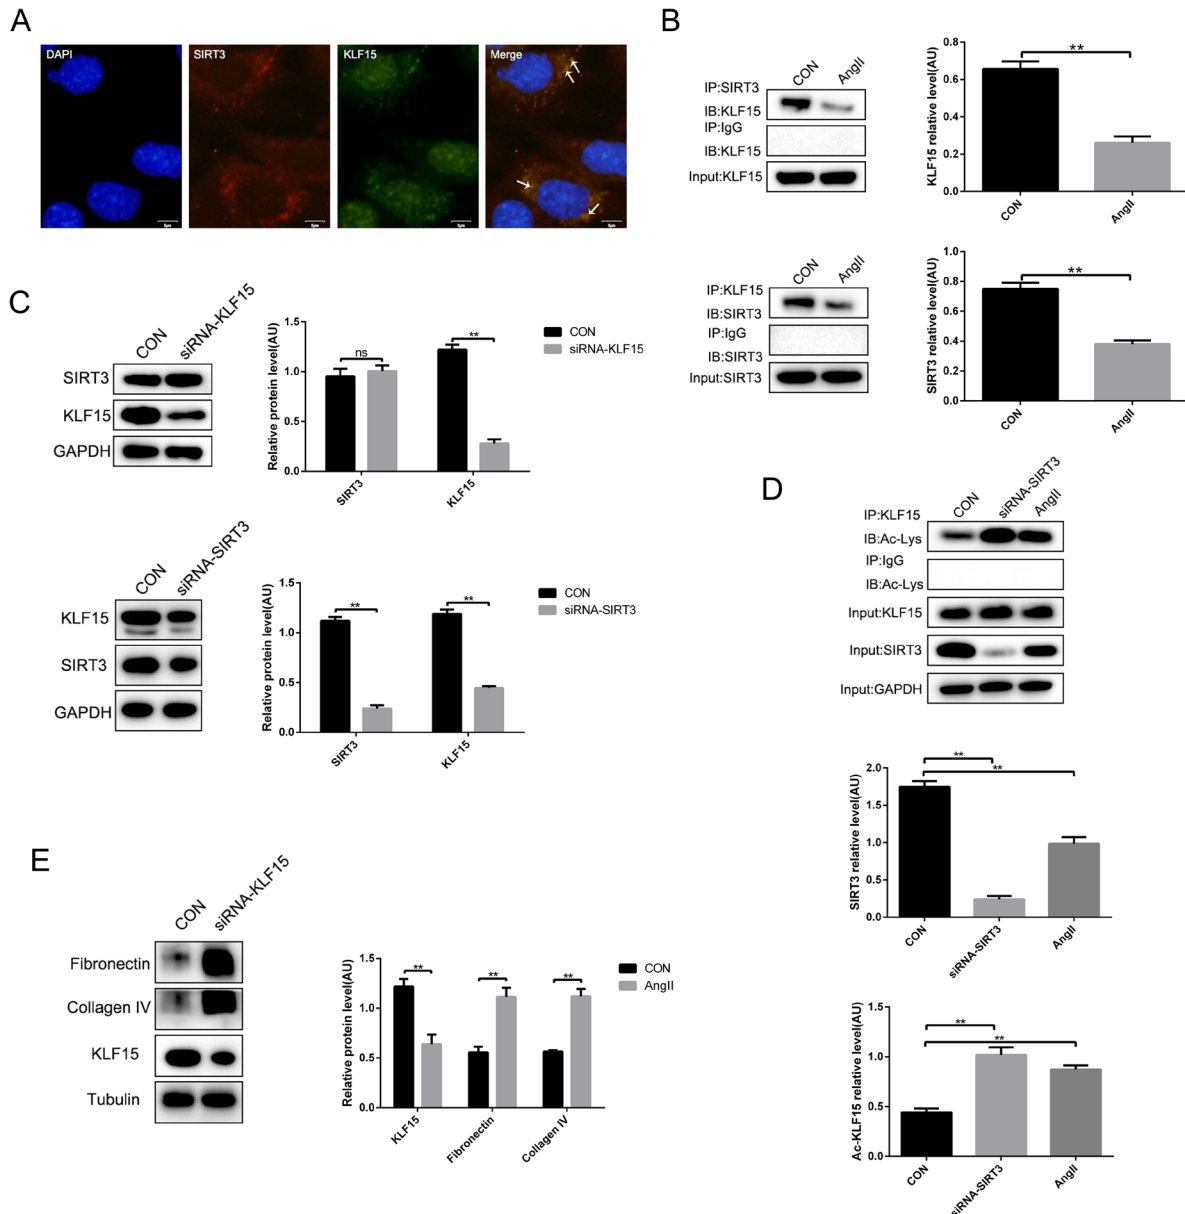 A
DAPI
SIRT3
KLF15
Merge
5μm
5μm
5μm
5μm
B
CON
AngII
IP:SIRT3
IB:KLF15
IP:IgG
IB:KLF15
Input:KLF15
KLF15 relative level(AU)
0.8
0.6
0.4
0.2
0.0
**
CON
AngII
CON
AngII
IP:KLF15
IB:SIRT3
IP:IgG
IB:SIRT3
Input:SIRT3
SIRT3 relative level(AU)
1.0
0.8
0.6
0.4
0.2
0.0
**
CON
AngII
C
CON
siRNA-KLF15
SIRT3
KLF15
GAPDH
Relative protein level(AU)
1.5
1.0
0.5
0.0
ns
**
SIRT3
KLF15
CON
siRNA-KLF15
CON
siRNA-SIRT3
KLF15
SIRT3
GAPDH
Relative protein level(AU)
1.5
1.0
0.5
0.0
**
**
SIRT3
KLF15
CON
siRNA-SIRT3
D
CON
siRNA-SIRT3
AngII
IP:KLF15
IB:Ac-Lys
IP:IgG
IB:Ac-Lys
Input:KLF15
Input:SIRT3
Input:GAPDH
SIRT3 relative level(AU)
2.0
1.5
1.0
0.5
0.0
**
**
CON
siRNA-SIRT3
AngII
Ac-KLF15 relative level(AU)
1.5
1.0
0.5
0.0
**
**
CON
siRNA-SIRT3
AngII
E
CON
siRNA-KLF15
Fibronectin
Collagen IV
KLF15
Tubulin
Relative protein level(AU)
1.5
1.0
0.5
0.0
**
**
**
KLF15
Fibronectin
Collagen IV
CON
AngII